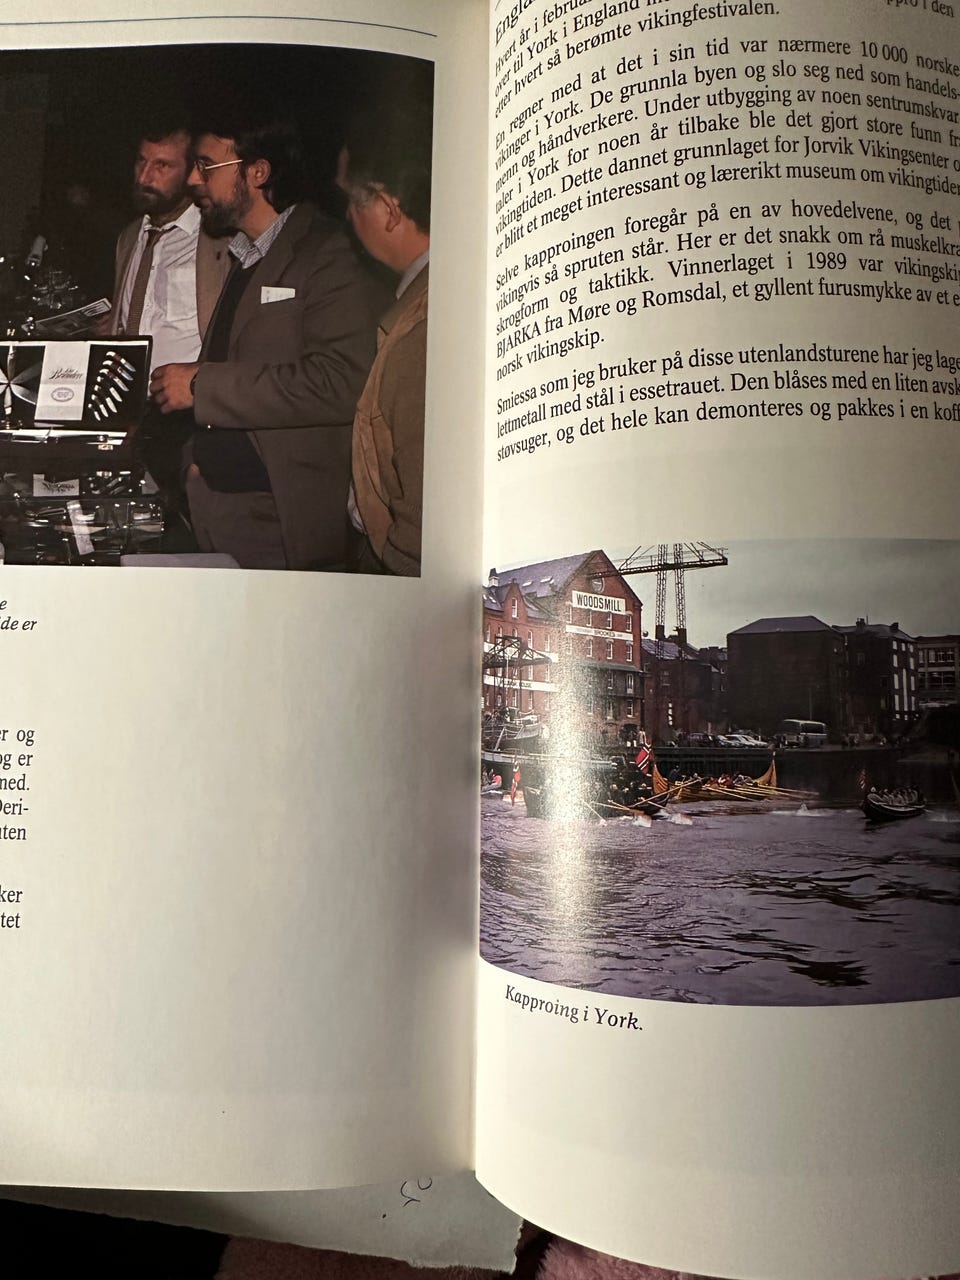 e
ide er
er og
og er
med.
Deri-
uten
ker
tet
Englan
Hvert år i februa
over til York i England
etter hvert så berømte vikingfestivalen.
En regner med at det i sin tid var nærmere 10 000 norske
vikinger i York. De grunnla byen og slo seg ned som handels-
menn og håndverkere. Under utbygging av noen sentrumskvar
taler i York for noen år tilbake ble det gjort store funn fr
vikingtiden. Dette dannet grunnlaget for Jorvik Vikingsenter o
er blitt et meget interessant og lærerikt museum om vikingtiden
Selve kapproingen foregår på en av hovedelvene, og det
vikingvis så spruten står. Her er det snakk om rå muskelkra
skrogform og taktikk. Vinnerlaget i 1989 var vikingski
BJARKA fra Møre og Romsdal, et gyllent furusmykke av et e
norsk vikingskip.
Smiessa som jeg bruker på disse utenlandsturene har jeg lage
lettmetall med stål i essetrauet. Den blåses med en liten avsk
støvsuger, og det hele kan demonteres og pakkes i en koff
WOODSMILL
Kapproing i York.